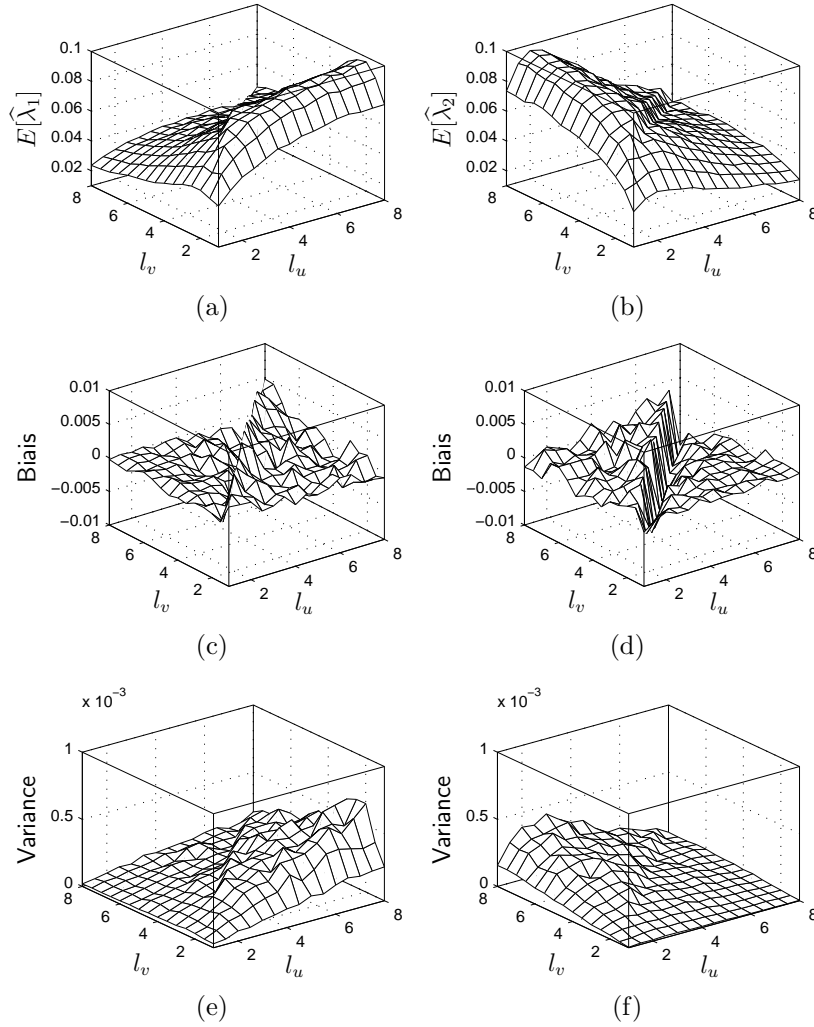 0.1
0.08
0.06
0.04
0.02
E[λ̂₁]
8
6
4
2
l_v
2
4
6
8
l_u
(a)
0.1
0.08
0.06
0.04
0.02
E[λ̂₂]
8
6
4
2
l_v
2
4
6
8
l_u
(b)
0.01
0.005
0
−0.005
−0.01
Biais
8
6
4
2
l_v
2
4
6
8
l_u
(c)
0.01
0.005
0
−0.005
−0.01
Biais
8
6
4
2
l_v
2
4
6
8
l_u
(d)
x 10⁻³
1
0.5
0
Variance
8
6
4
2
l_v
2
4
6
8
l_u
(e)
x 10⁻³
1
0.5
0
Variance
8
6
4
2
l_v
2
4
6
8
l_u
(f)